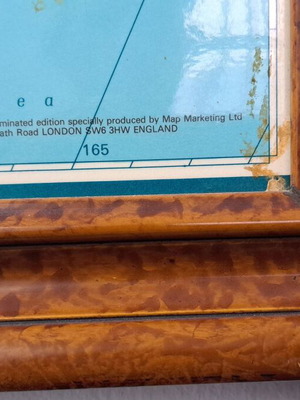 e a
minated edition specially produced by Map Marketing Ltd
ath Road LONDON SW6 3HW ENGLAND
165